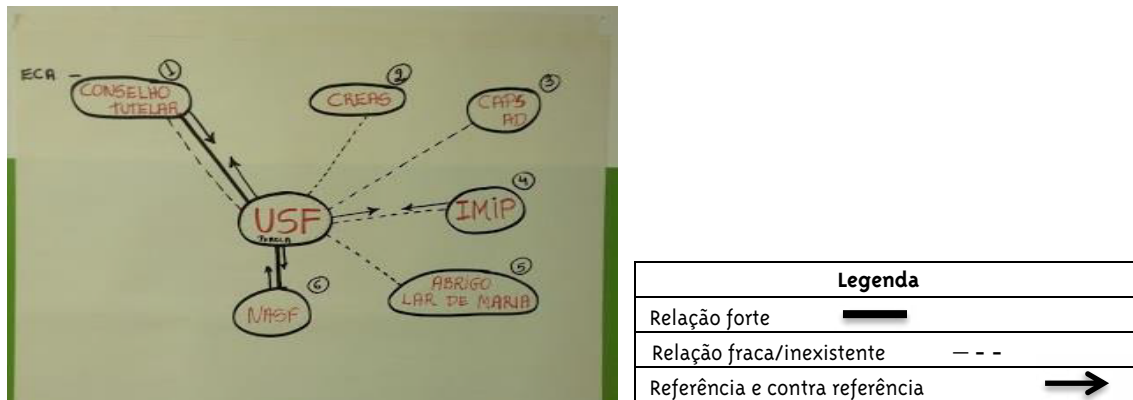 ECA -
①
CONSELHO
TUTELAR
②
CREAS
③
CAPS
AD
④
IMIP
USF
⑤
ABRIGO
LAR DE MARIA
⑥
NASF
Legenda
Relação forte
Relação fraca/inexistente
Referência e contra referência